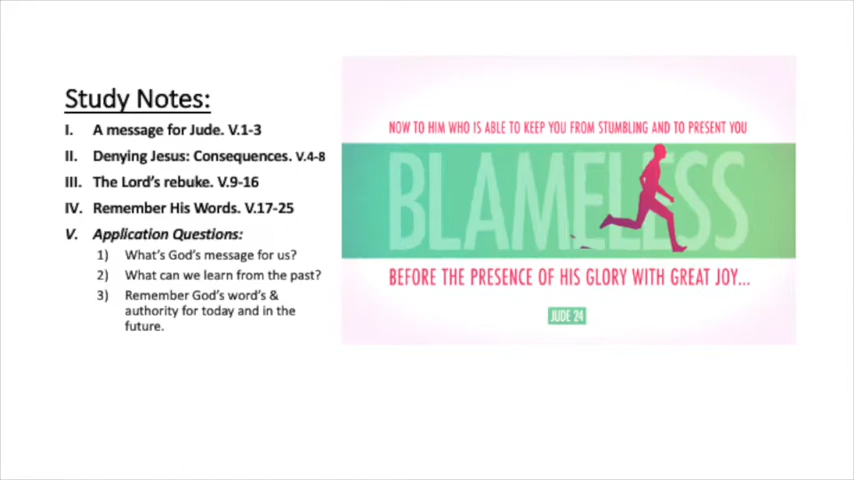 Study Notes:
I. A message for Jude. V.1-3
II. Denying Jesus: Consequences. V.4-8
III. The Lord's rebuke. V.9-16
IV. Remember His Words. V.17-25
V. Application Questions:
1) What's God's message for us?
2) What can we learn from the past?
3) Remember God's word's &
authority for today and in the
future.
NOW TO HIM WHO IS ABLE TO KEEP YOU FROM STUMBLING AND TO PRESENT YOU
BLAMELESS
BEFORE THE PRESENCE OF HIS GLORY WITH GREAT JOY...
JUDE 24